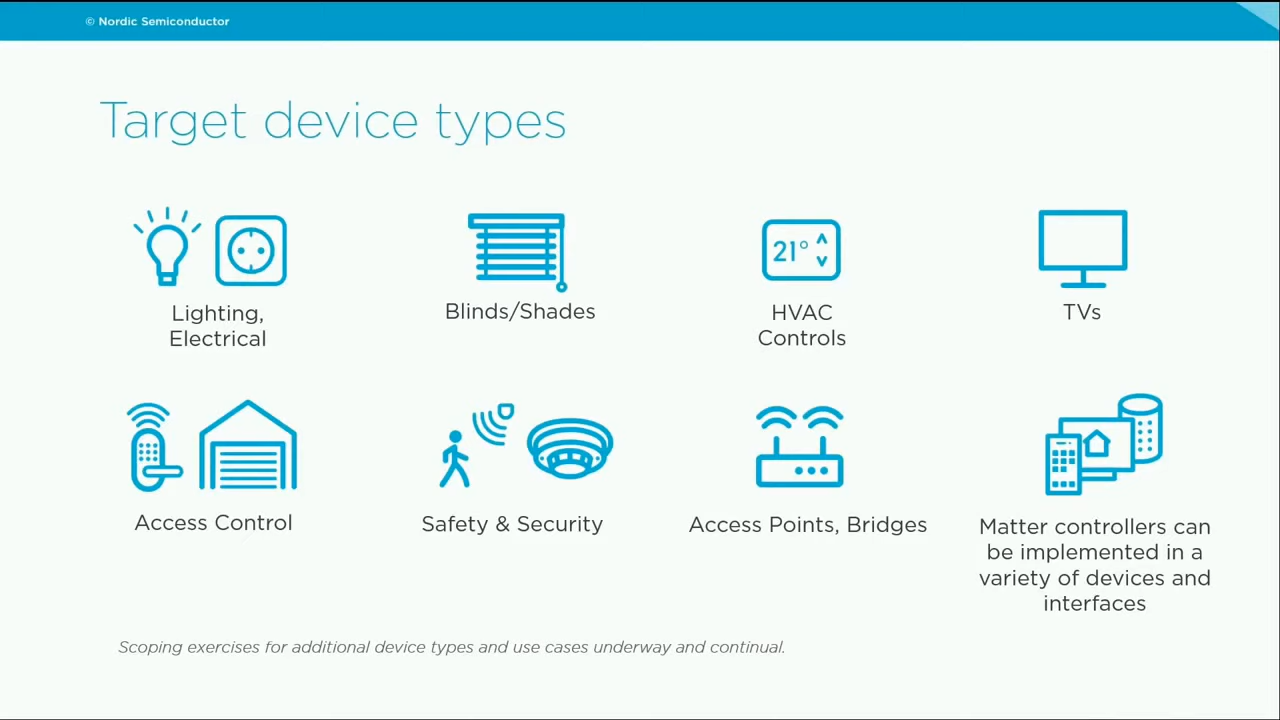 © Nordic Semiconductor
Target device types
Lighting,
Electrical
Blinds/Shades
21°
HVAC
Controls
TVs
Access Control
Safety & Security
Access Points, Bridges
Matter controllers can
be implemented in a
variety of devices and
interfaces
Scoping exercises for additional device types and use cases underway and continual.